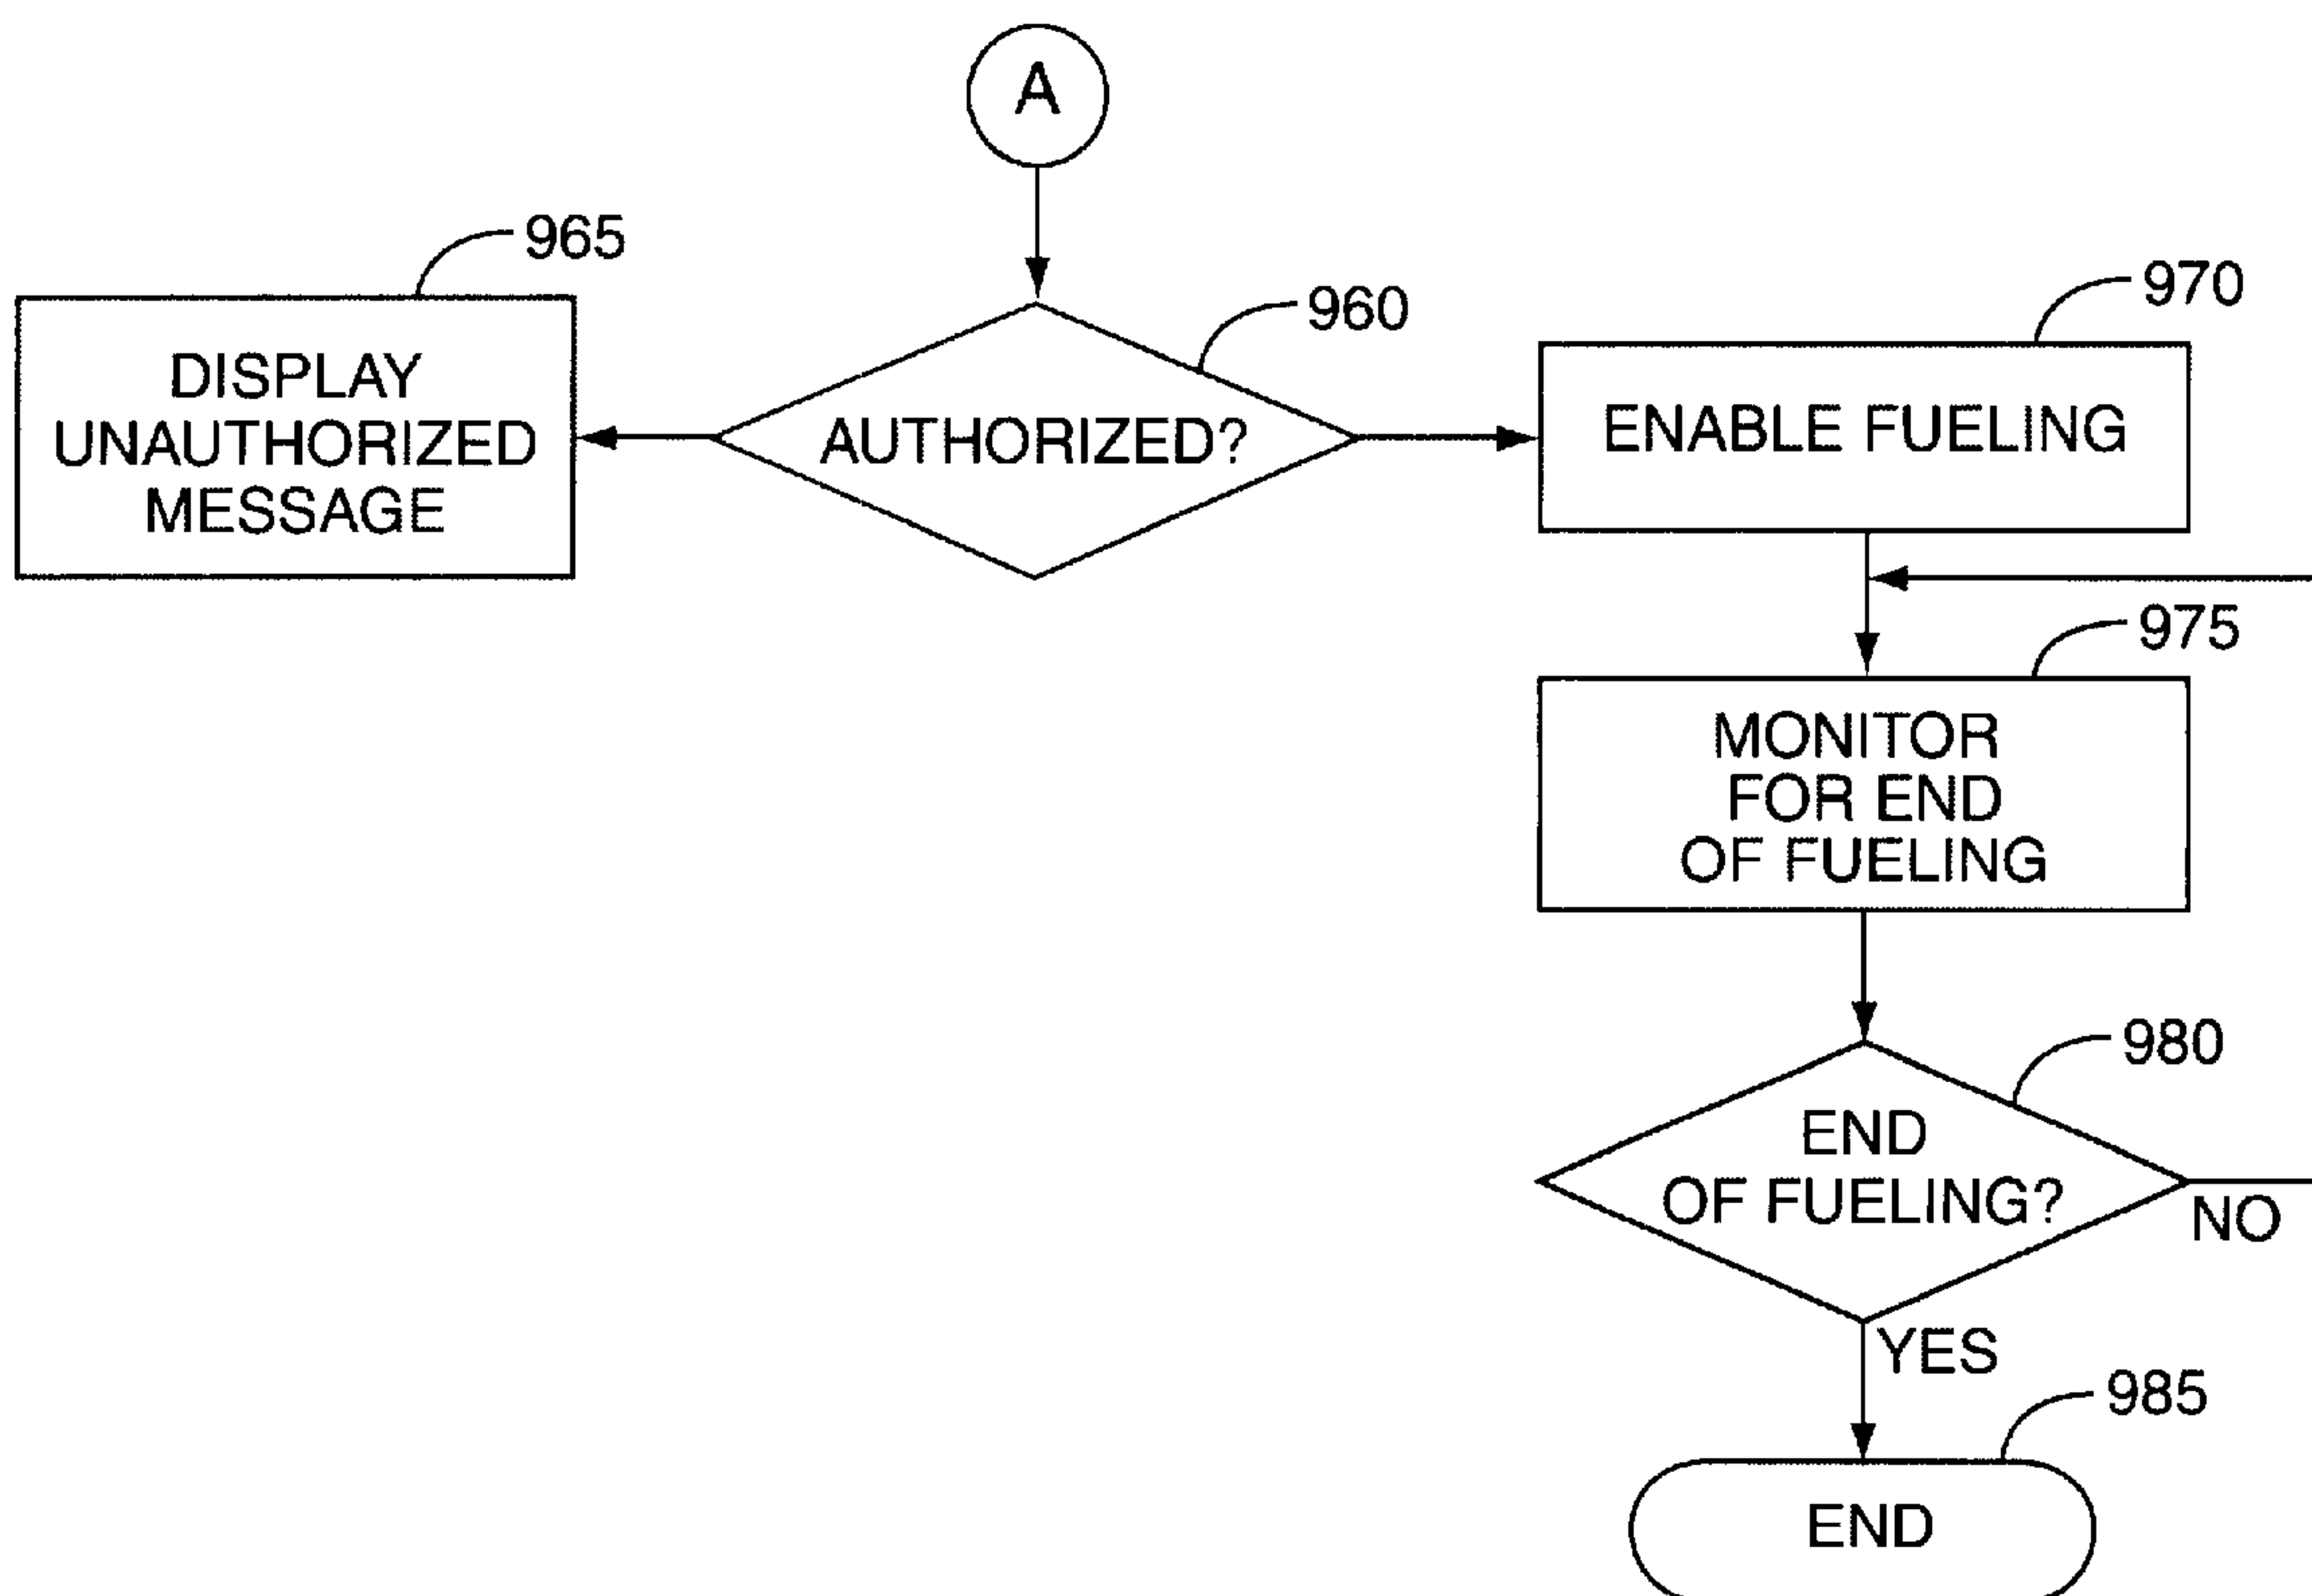 A
965
960
970
DISPLAY
UNAUTHORIZED
MESSAGE
AUTHORIZED?
ENABLE FUELING
975
MONITOR
FOR END
OF FUELING
980
END
OF FUELING?
NO
YES
985
END